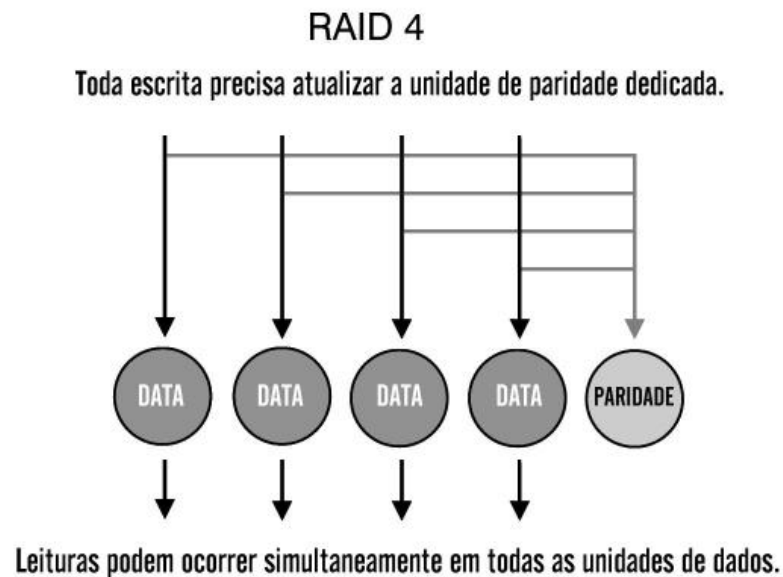 RAID 4
Toda escrita precisa atualizar a unidade de paridade dedicada.
DATA DATA DATA DATA PARIDADE
Leituras podem ocorrer simultaneamente em todas as unidades de dados.